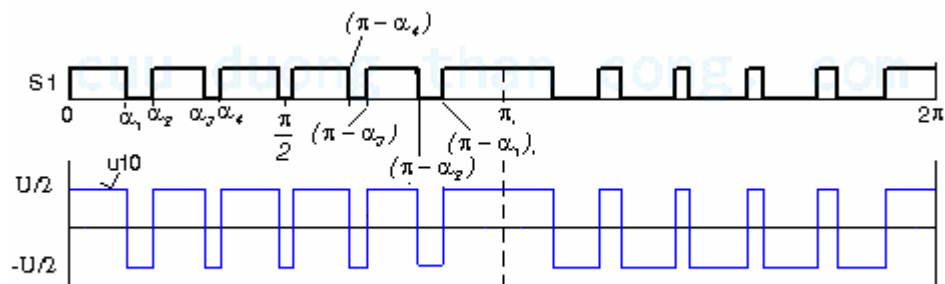 (π − α₄)
cuu duong than cong. com
S1
0 α₁ α₂ α₃ α₄ π/2 (π − α₃) (π − α₁). π. 2π
(π − α₂)
U/2 u10
-U/2